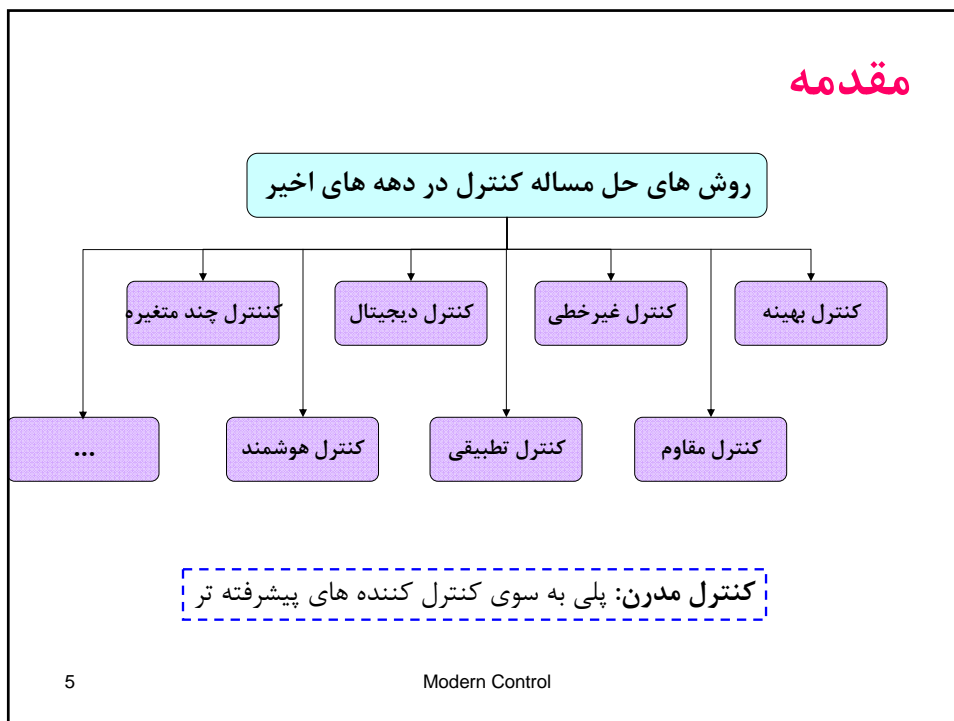 مقدمه
روش های حل مساله کنترل در دهه های اخیر
کنترل بهینه
کنترل غیرخطی
کنترل دیجیتال
کننترل چند متغیره
کنترل مقاوم
کنترل تطبیقی
کنترل هوشمند
...
کنترل مدرن: پلی به سوی کنترل کننده های پیشرفته تر
5
Modern Control